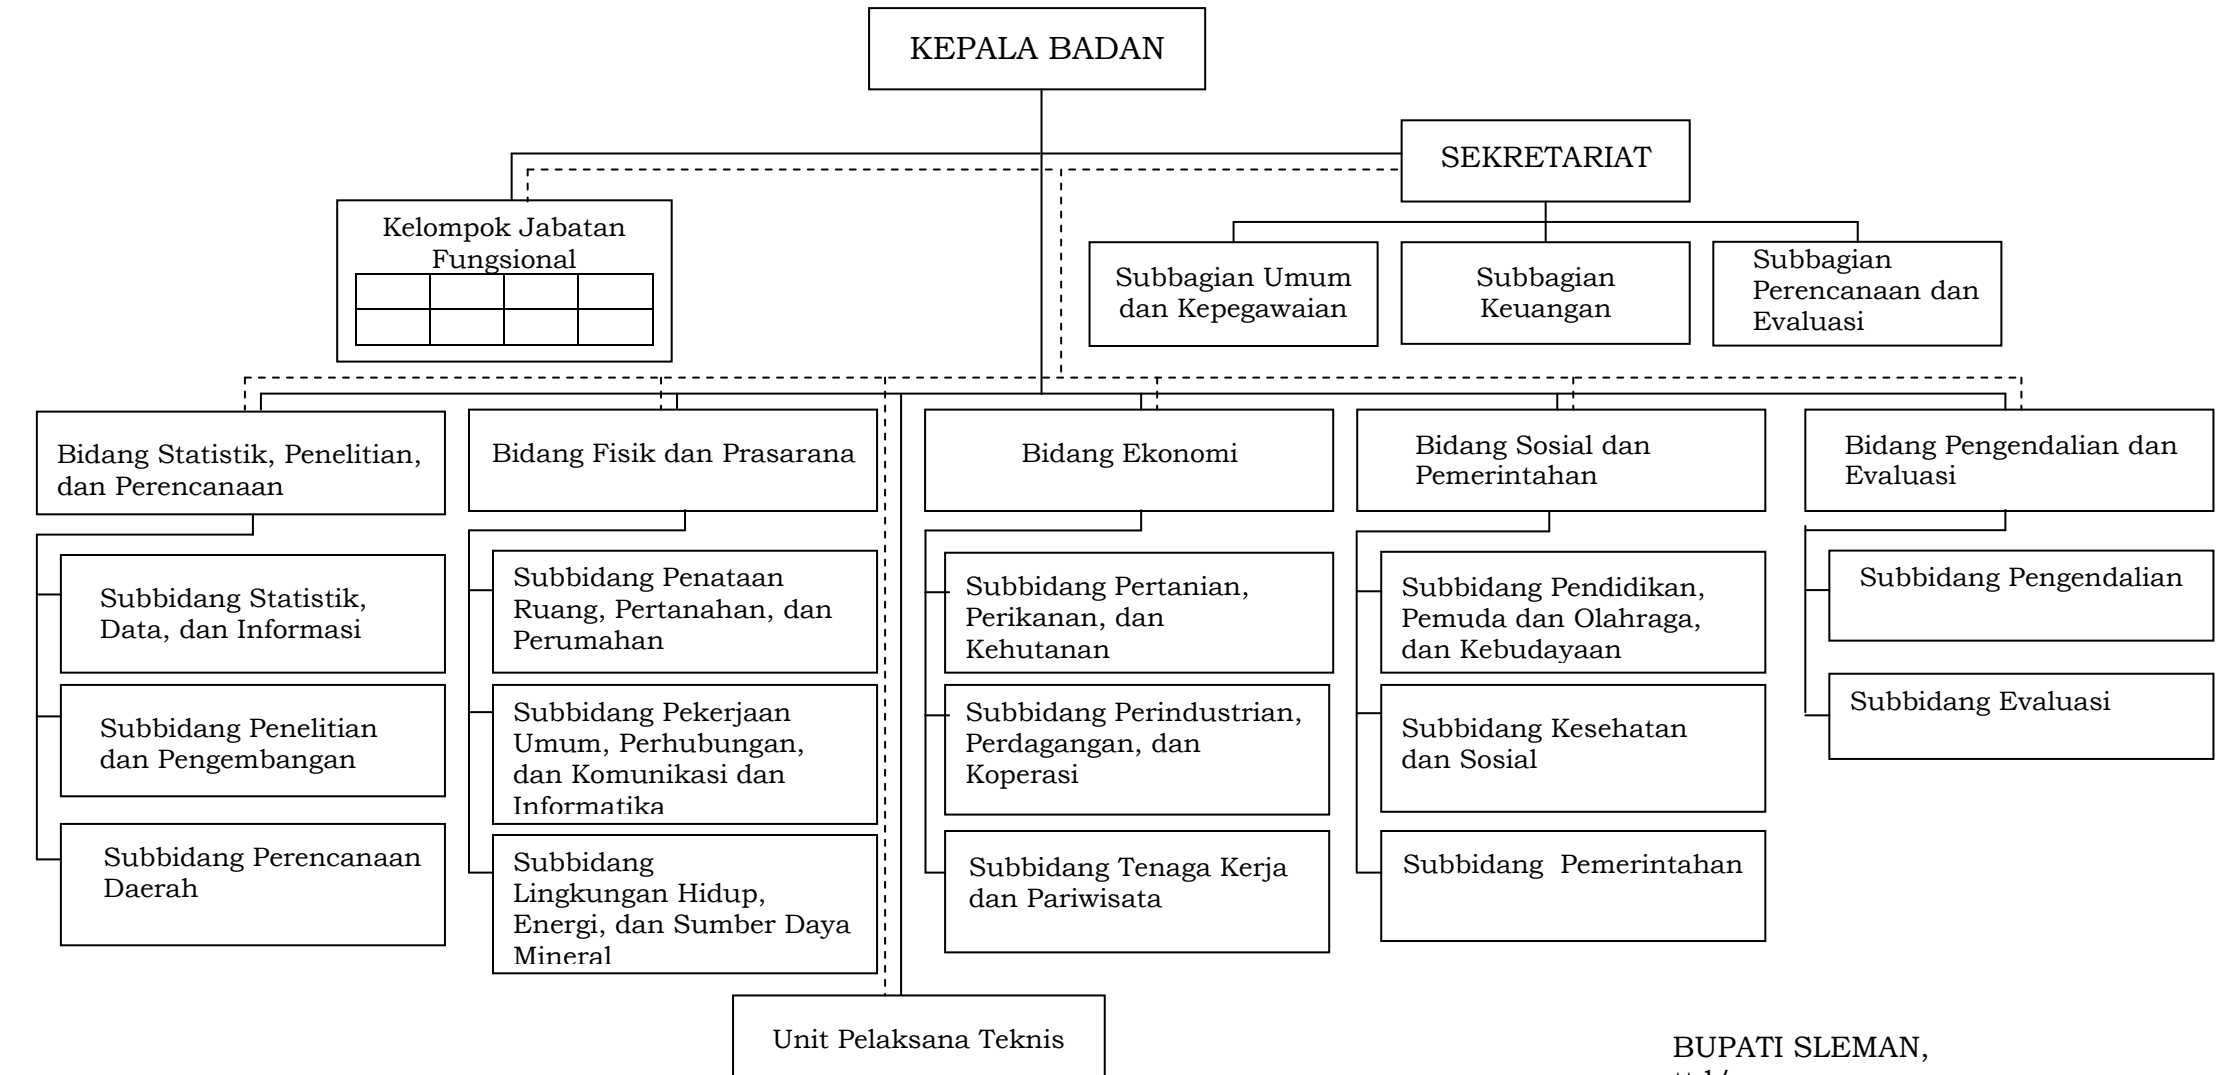 KEPALA BADAN
SEKRETARIAT
Kelompok Jabatan
Fungsional
Subbagian Umum
dan Kepegawaian
Subbagian
Keuangan
Subbagian
Perencanaan dan
Evaluasi
Bidang Statistik, Penelitian,
dan Perencanaan
Bidang Fisik dan Prasarana
Bidang Ekonomi
Bidang Sosial dan
Pemerintahan
Bidang Pengendalian dan
Evaluasi
Subbidang Statistik,
Data, dan Informasi
Subbidang Penelitian
dan Pengembangan
Subbidang Perencanaan
Daerah
Subbidang Penataan
Ruang, Pertanahan, dan
Perumahan
Subbidang Pekerjaan
Umum, Perhubungan,
dan Komunikasi dan
Informatika
Subbidang
Lingkungan Hidup,
Energi, dan Sumber Daya
Mineral
Subbidang Pertanian,
Perikanan, dan
Kehutanan
Subbidang Perindustrian,
Perdagangan, dan
Koperasi
Subbidang Tenaga Kerja
dan Pariwisata
Subbidang Pendidikan,
Pemuda dan Olahraga,
dan Kebudayaan
Subbidang Kesehatan
dan Sosial
Subbidang  Pemerintahan
Subbidang Pengendalian
Subbidang Evaluasi
Unit Pelaksana Teknis
BUPATI SLEMAN,